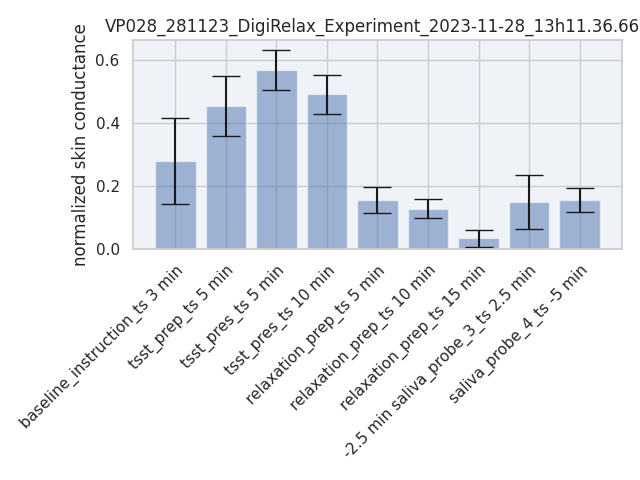 VP028_281123_DigiRelax_Experiment_2023-11-28_13h11.36.66
normalized skin conductance
0.6
0.4
0.2
0.0
baseline_instruction_ts 3 min
tsst_prep_ts 5 min
tsst_pres_ts 5 min
tsst_pres_ts 10 min
relaxation_prep_ts 5 min
relaxation_prep_ts 10 min
relaxation_prep_ts 15 min
-2.5 min saliva_probe_3_ts 2.5 min
saliva_probe_4_ts -5 min